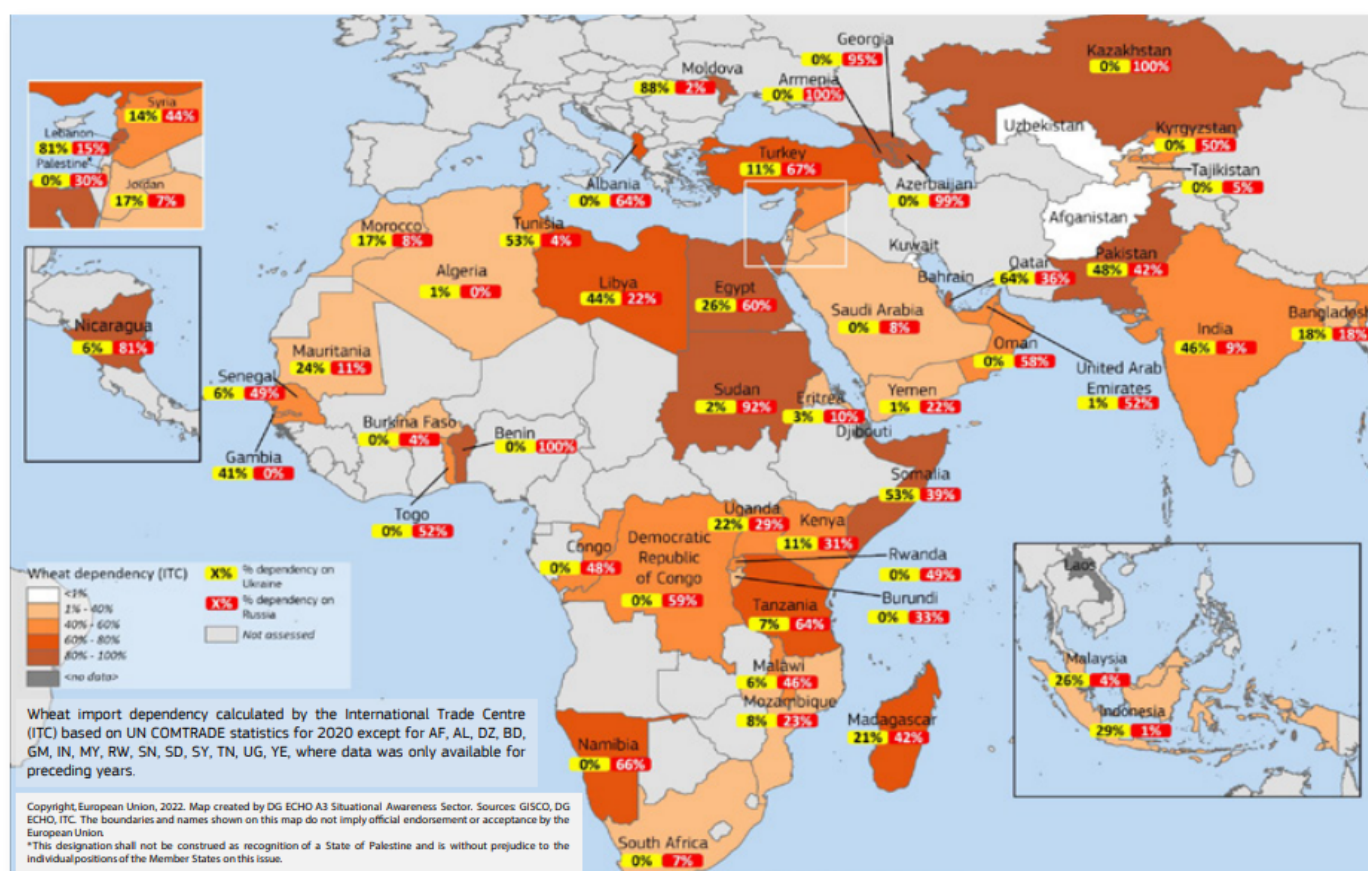 Georgia
0% 95%
Kazakhstan
0% 100%
Moldova
88% 2%
Armenia
0% 100%
Syria
14% 44%
Lebanon
81% 15%
Palestine*
0% 30%
Jordan
17% 7%
Uzbekistan
Kyrgyzstan
0% 50%
Tajikistan
0% 5%
Turkey
11% 67%
Albania
0% 64%
Azerbaijan
0% 99%
Afganistan
Morocco
17% 8%
Tunisia
53% 4%
Algeria
1% 0%
Libya
44% 22%
Egypt
26% 60%
Kuwait
Bahrain
Qatar
64% 36%
Pakistan
48% 42%
Saudi Arabia
0% 8%
Oman
0% 58%
India
46% 9%
Bangladesh
18% 18%
United Arab
Emirates
1% 52%
Nicaragua
6% 81%
Mauritania
24% 11%
Senegal
6% 49%
Sudan
2% 92%
Eritrea
3% 10%
Yemen
1% 22%
Djibouti
Burkina Faso
0% 4%
Benin
0% 100%
Gambia
41% 0%
Togo
0% 52%
Somalia
53% 39%
Uganda
22% 29%
Kenya
11% 31%
Congo
0% 48%
Democratic
Republic
of Congo
0% 59%
Rwanda
0% 49%
Burundi
0% 33%
Tanzania
7% 64%
Laos
Malaysia
26% 4%
Indonesia
29% 1%
Malawi
6% 46%
Mozambique
8% 23%
Madagascar
21% 42%
Namibia
0% 66%
South Africa
0% 7%
Wheat dependency (ITC)
<1%
1% - 40%
40% - 60%
60% - 80%
80% - 100%
<no data>
X% % dependency on
Ukraine
X% % dependency on
Russia
Not assessed
Wheat import dependency calculated by the International Trade Centre
(ITC) based on UN COMTRADE statistics for 2020 except for AF, AL, DZ, BD,
GM, IN, MY, RW, SN, SD, SY, TN, UG, YE, where data was only available for
preceding years.
Copyright, European Union, 2022. Map created by DG ECHO A3 Situational Awareness Sector. Sources: GISCO, DG
ECHO, ITC. The boundaries and names shown on this map do not imply official endorsement or acceptance by the
European Union.
*This designation shall not be construed as recognition of a State of Palestine and is without prejudice to the
individual positions of the Member States on this issue.